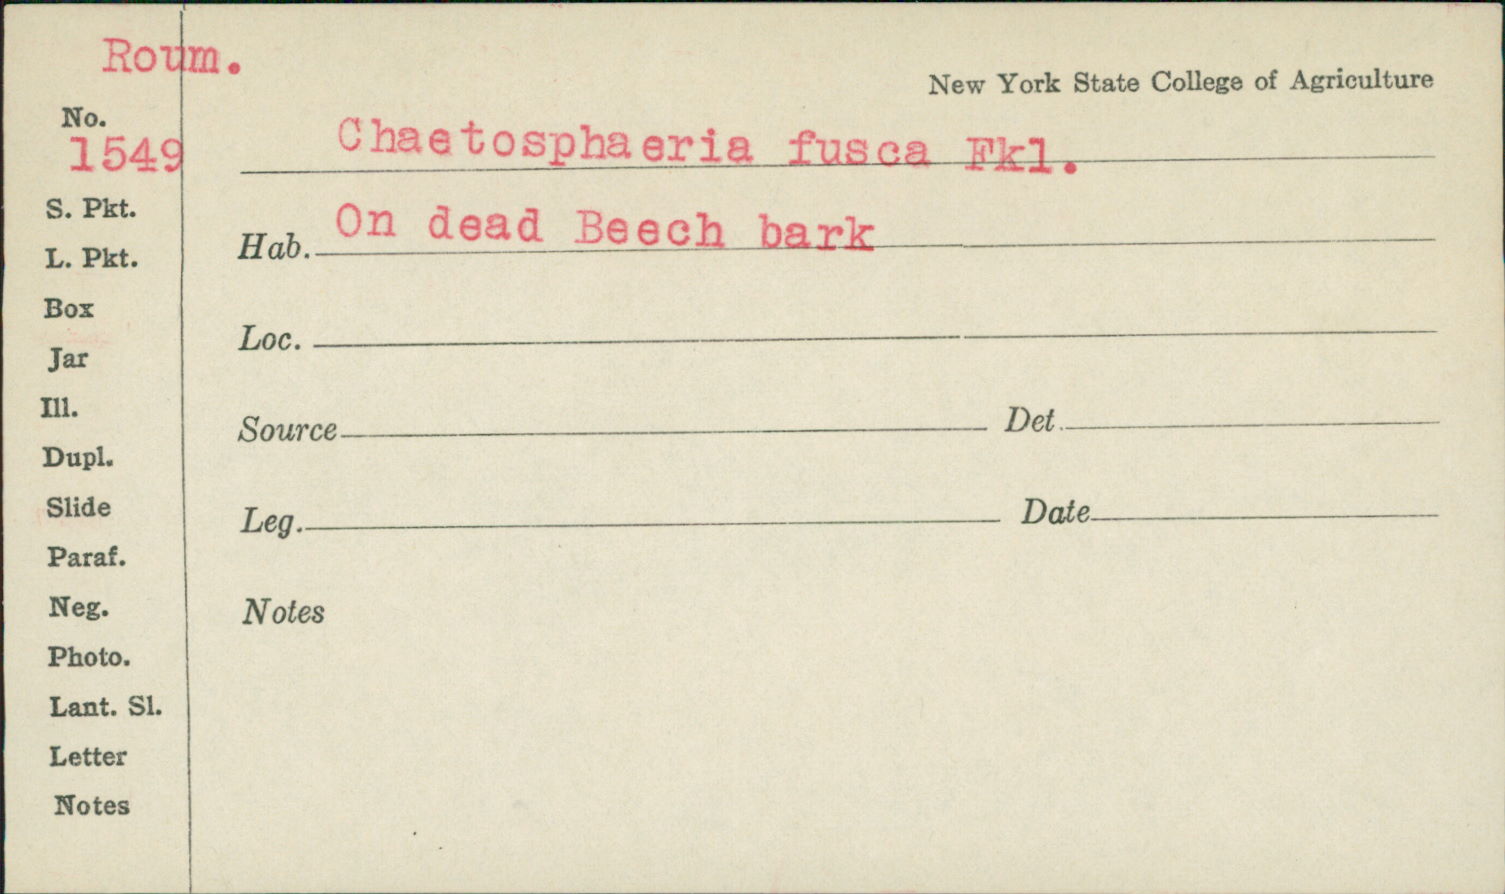 Roum.
New York State College of Agriculture
No.
1549
Chaetosphaeria fusca Fkl.
S. Pkt.
Hab. On dead Beech bark
L. Pkt.
Box
Loc.
Jar
Ill.
Source Det.
Dupl.
Slide
Leg. Date
Paraf.
Neg.
Notes
Photo.
Lant. Sl.
Letter
Notes